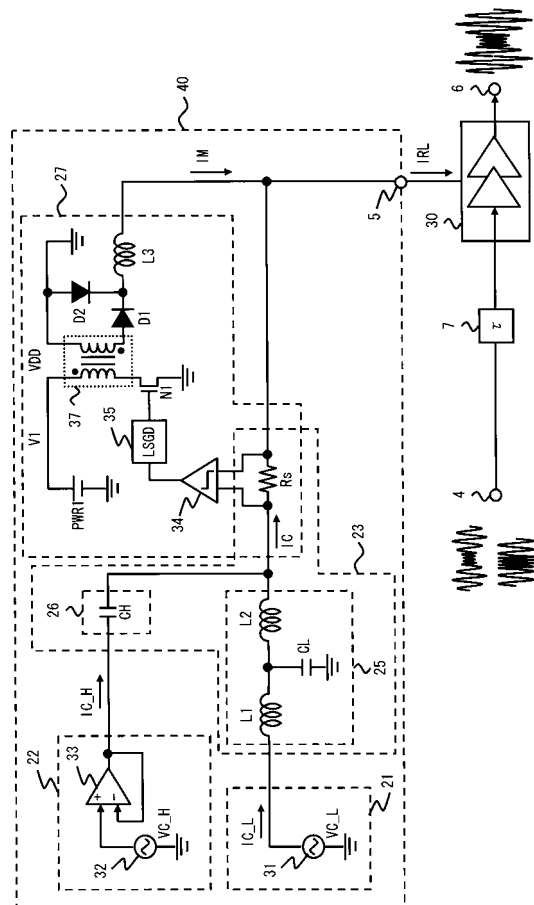 40
27
IM
VDD
D2
L3
V1
37
D1
N1
PWR1
35
LSGD
34
Rs
IC
23
5
IRL
6
30
7
τ
4
26
CH
IC_H
22
33
+
−
32
VC_H
L2
CL
L1
25
IC_L
21
31
VC_L